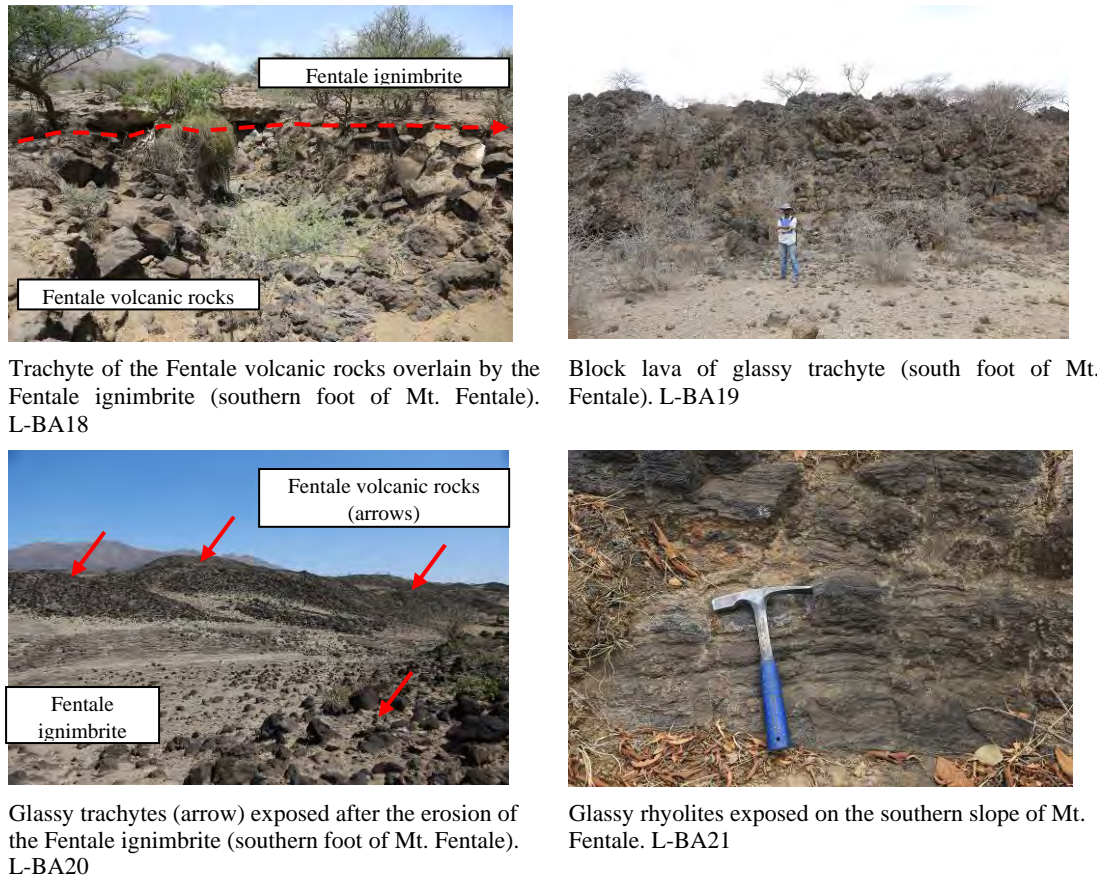 Fentale ignimbrite
Fentale volcanic rocks
Trachyte of the Fentale volcanic rocks overlain by the
Fentale ignimbrite (southern foot of Mt. Fentale).
L-BA18
Block lava of glassy trachyte (south foot of Mt.
Fentale). L-BA19
Fentale volcanic rocks
(arrows)
Fentale
ignimbrite
Glassy trachytes (arrow) exposed after the erosion of
the Fentale ignimbrite (southern foot of Mt. Fentale).
L-BA20
Glassy rhyolites exposed on the southern slope of Mt.
Fentale. L-BA21